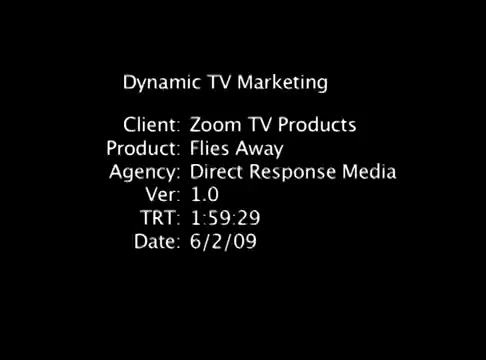 Dynamic TV Marketing
Client: Zoom TV Products
Product: Flies Away
Agency: Direct Response Media
Ver: 1.0
TRT: 1:59:29
Date: 6/2/09